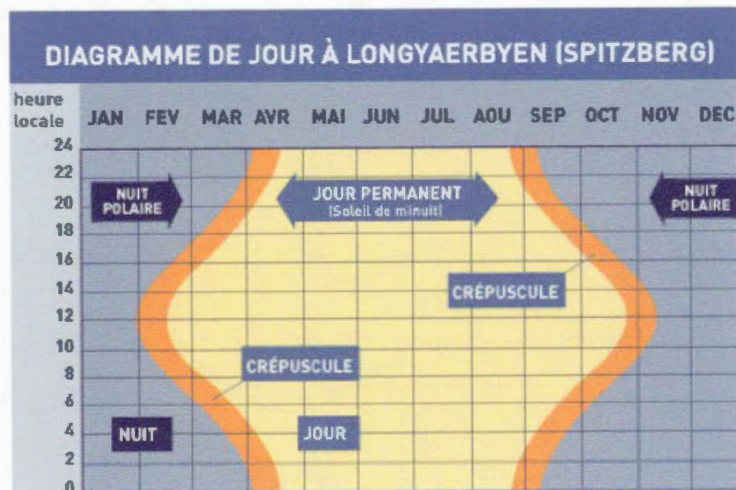 DIAGRAMME DE JOUR À LONGYAERBYEN (SPITZBERG)
heure
locale
JAN FEV MAR AVR MAI JUN JUL AOU SEP OCT NOV DEC
24
22
20
18
16
14
12
10
8
6
4
2
0
NUIT
POLAIRE
JOUR PERMANENT
(Soleil de minuit)
NUIT
POLAIRE
CRÉPUSCULE
CRÉPUSCULE
NUIT
JOUR